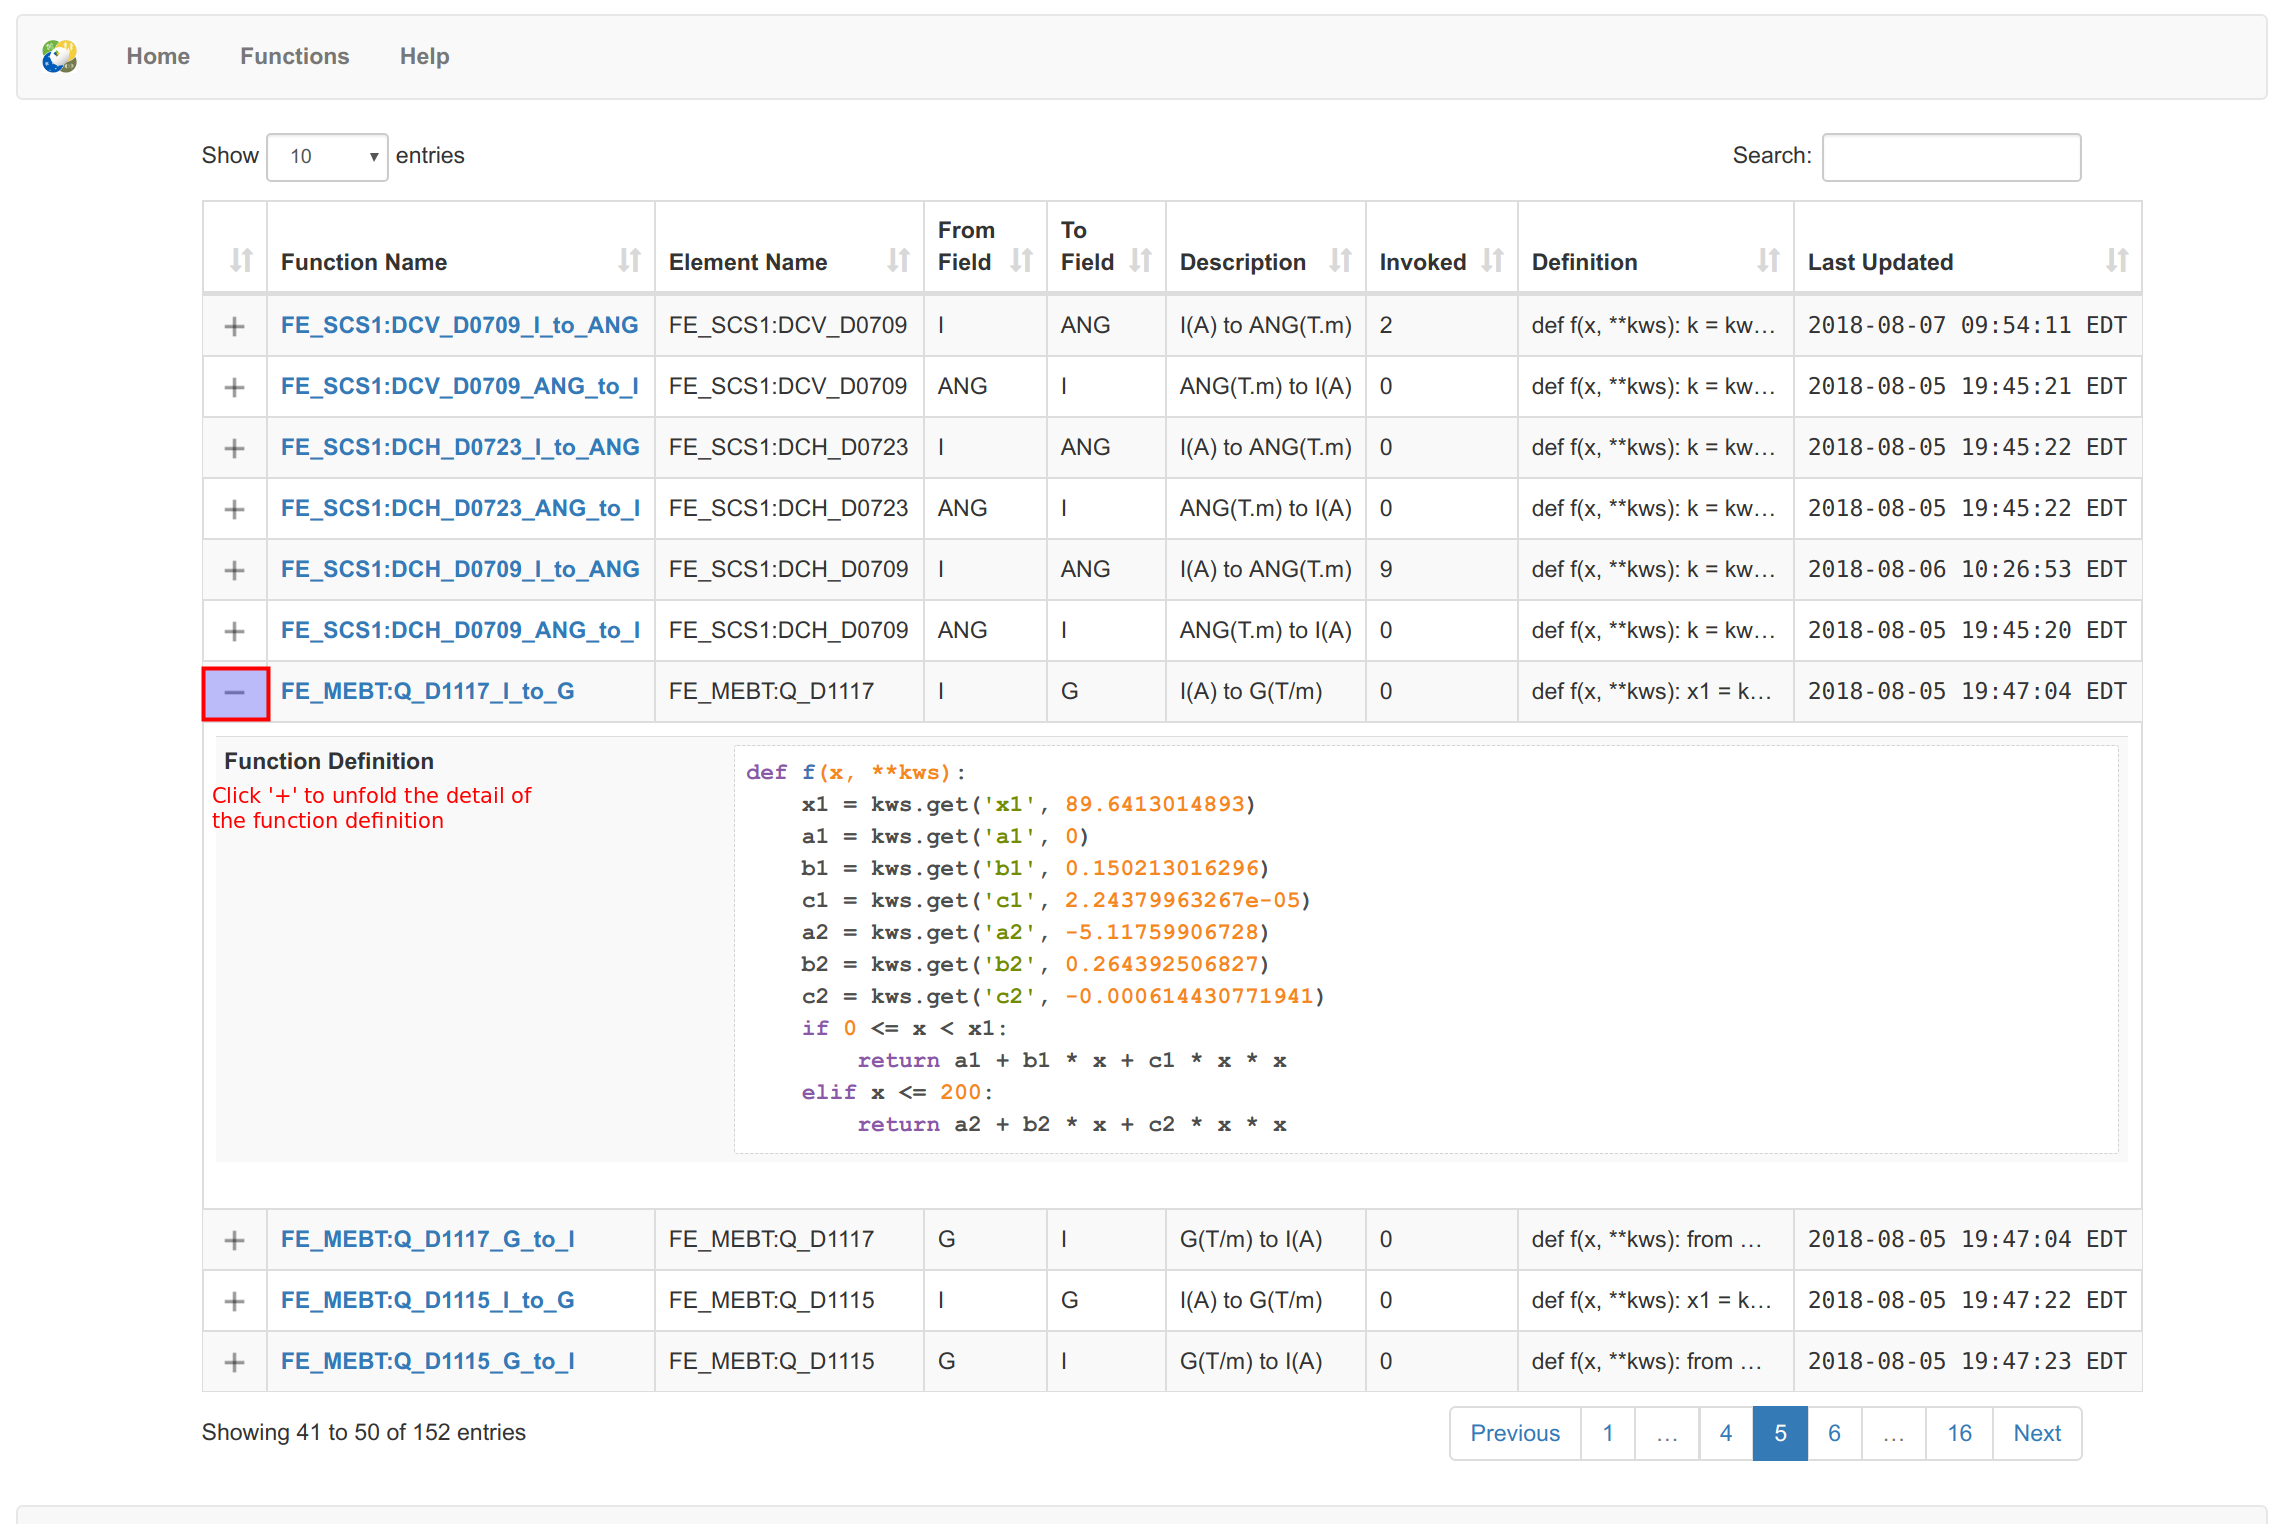 Home Functions Help
Show 10 entries Search:
Function Name Element Name From Field To Field Description Invoked Definition Last Updated
FE_SCS1:DCV_D0709_I_to_ANG FE_SCS1:DCV_D0709 I ANG I(A) to ANG(T.m) 2 def f(x, **kws): k = kw… 2018-08-07 09:54:11 EDT
FE_SCS1:DCV_D0709_ANG_to_I FE_SCS1:DCV_D0709 ANG I ANG(T.m) to I(A) 0 def f(x, **kws): k = kw… 2018-08-05 19:45:21 EDT
FE_SCS1:DCH_D0723_I_to_ANG FE_SCS1:DCH_D0723 I ANG I(A) to ANG(T.m) 0 def f(x, **kws): k = kw… 2018-08-05 19:45:22 EDT
FE_SCS1:DCH_D0723_ANG_to_I FE_SCS1:DCH_D0723 ANG I ANG(T.m) to I(A) 0 def f(x, **kws): k = kw… 2018-08-05 19:45:22 EDT
FE_SCS1:DCH_D0709_I_to_ANG FE_SCS1:DCH_D0709 I ANG I(A) to ANG(T.m) 9 def f(x, **kws): k = kw… 2018-08-06 10:26:53 EDT
FE_SCS1:DCH_D0709_ANG_to_I FE_SCS1:DCH_D0709 ANG I ANG(T.m) to I(A) 0 def f(x, **kws): k = kw… 2018-08-05 19:45:20 EDT
FE_MEBT:Q_D1117_I_to_G FE_MEBT:Q_D1117 I G I(A) to G(T/m) 0 def f(x, **kws): x1 = k… 2018-08-05 19:47:04 EDT
Function Definition
Click '+' to unfold the detail of
the function definition
def f(x, **kws):
    x1 = kws.get('x1', 89.6413014893)
    a1 = kws.get('a1', 0)
    b1 = kws.get('b1', 0.150213016296)
    c1 = kws.get('c1', 2.24379963267e-05)
    a2 = kws.get('a2', -5.11759906728)
    b2 = kws.get('b2', 0.264392506827)
    c2 = kws.get('c2', -0.000614430771941)
    if 0 <= x < x1:
        return a1 + b1 * x + c1 * x * x
    elif x <= 200:
        return a2 + b2 * x + c2 * x * x
FE_MEBT:Q_D1117_G_to_I FE_MEBT:Q_D1117 G I G(T/m) to I(A) 0 def f(x, **kws): from … 2018-08-05 19:47:04 EDT
FE_MEBT:Q_D1115_I_to_G FE_MEBT:Q_D1115 I G I(A) to G(T/m) 0 def f(x, **kws): x1 = k… 2018-08-05 19:47:22 EDT
FE_MEBT:Q_D1115_G_to_I FE_MEBT:Q_D1115 G I G(T/m) to I(A) 0 def f(x, **kws): from … 2018-08-05 19:47:23 EDT
Showing 41 to 50 of 152 entries Previous 1 … 4 5 6 … 16 Next